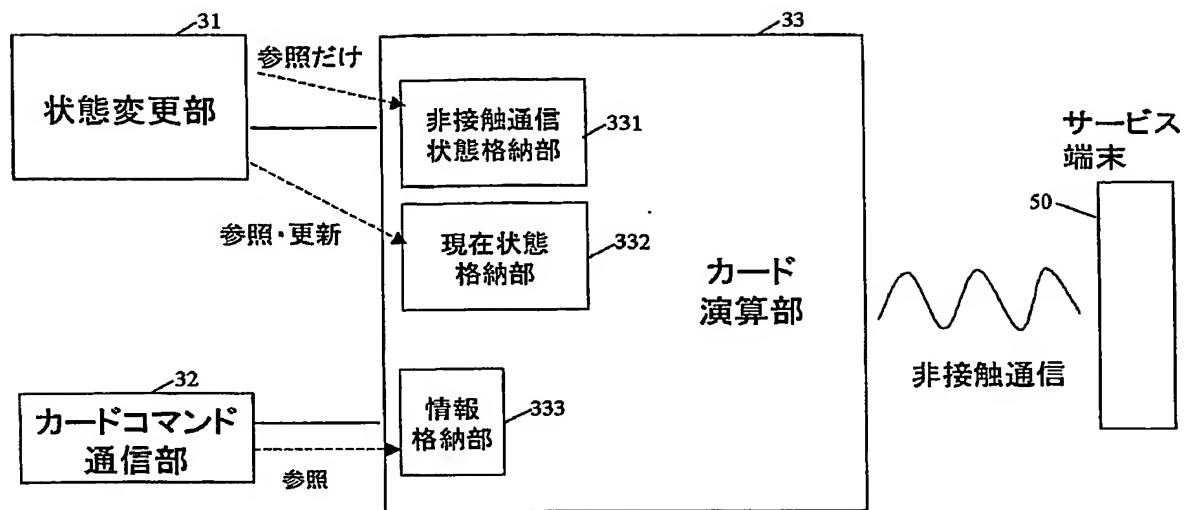 31
状態変更部
参照だけ
33
非接触通信
状態格納部
331
参照・更新
現在状態
格納部
332
カード
演算部
サービス
端末
50
非接触通信
32
カードコマンド
通信部
参照
情報
格納部
333